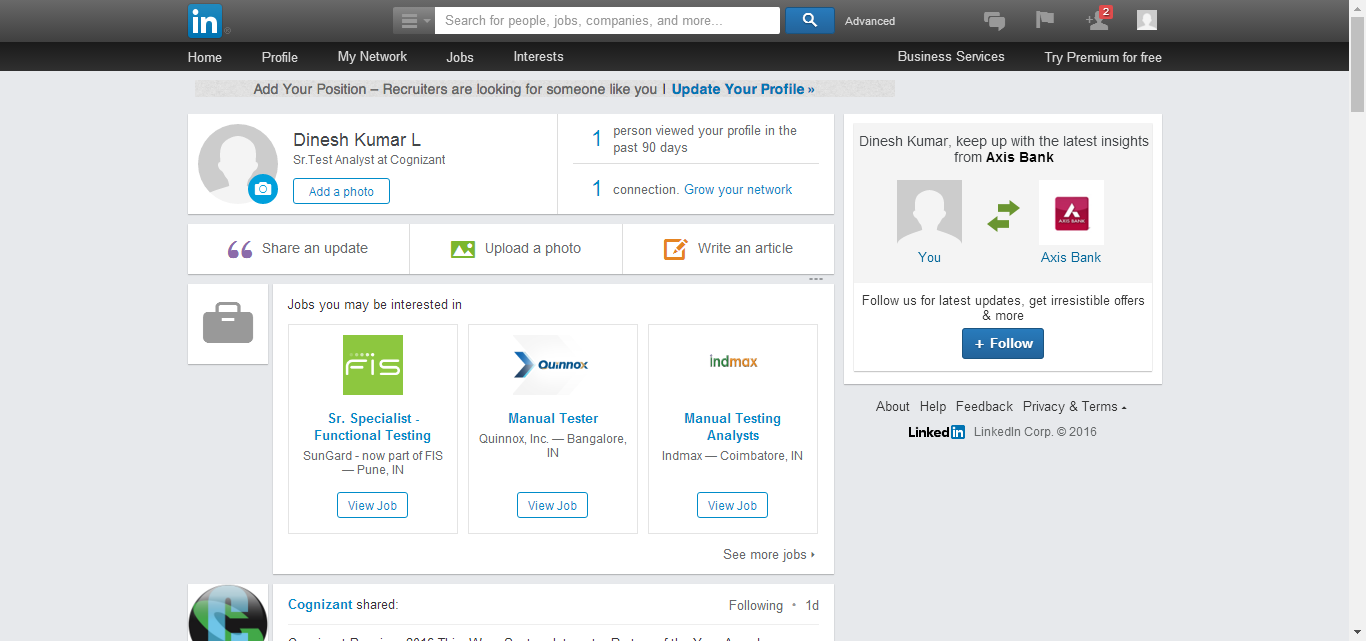 in
Search for people, jobs, companies, and more...
Advanced
2
Home
Profile
My Network
Jobs
Interests
Business Services
Try Premium for free
Add Your Position – Recruiters are looking for someone like you | Update Your Profile »
Dinesh Kumar L
Sr.Test Analyst at Cognizant
Add a photo
1 person viewed your profile in the
past 90 days
1 connection. Grow your network
Share an update
Upload a photo
Write an article
Jobs you may be interested in
FIS
Sr. Specialist -
Functional Testing
SunGard - now part of FIS
— Pune, IN
View Job
Quinnox
Manual Tester
Quinnox, Inc. — Bangalore,
IN
View Job
indmax
Manual Testing
Analysts
Indmax — Coimbatore, IN
View Job
See more jobs
Cognizant shared:
Following • 1d
Dinesh Kumar, keep up with the latest insights
from Axis Bank
AXIS BANK
You
Axis Bank
Follow us for latest updates, get irresistible offers
& more
+ Follow
About Help Feedback Privacy & Terms
Linked in LinkedIn Corp. © 2016